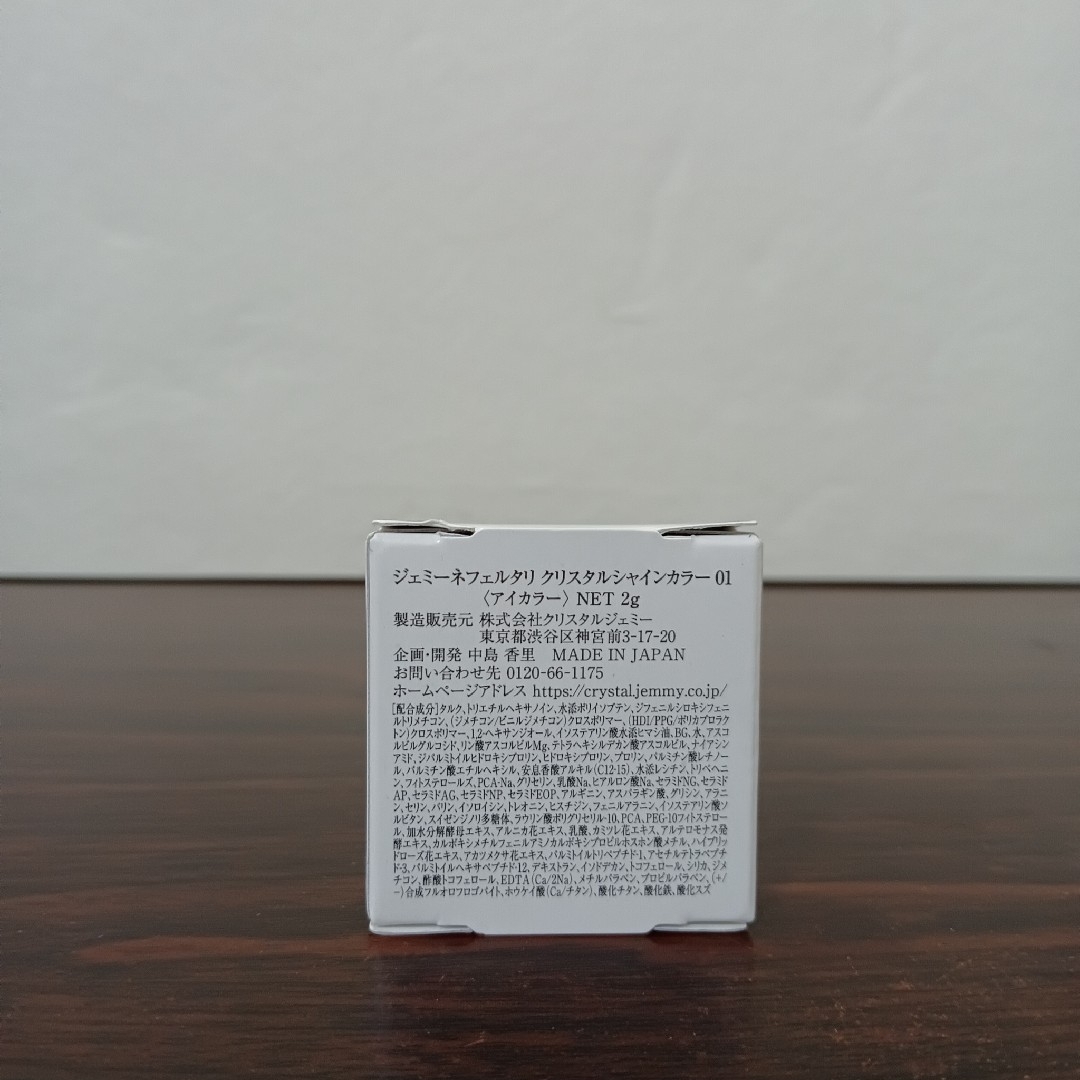 ジェミーネフェルタリ クリスタルシャインカラー 01
〈アイカラー〉 NET 2g
製造販売元 株式会社クリスタルジェミー
東京都渋谷区神宮前3-17-20
企画・開発 中島 香里 MADE IN JAPAN
お問い合わせ先 0120-66-1175
ホームページアドレス https://crystal.jemmy.co.jp/
[配合成分]タルク、トリエチルヘキサノイン、水添ポリイソブテン、ジフェニルシロキシフェニ
ルトリメチコン、(ジメチコン/ビニルジメチコン)クロスポリマー、(HDI/PPG/ポリカプロラク
トン)クロスポリマー、1,2-ヘキサンジオール、イソステアリン酸水添ヒマシ油、BG、水、アスコ
ルビルグルコシド、リン酸アスコルビルMg、テトラヘキシルデカン酸アスコルビル、ナイアシン
アミド、ジパルミトイルヒドロキシプロリン、ヒドロキシプロリン、プロリン、パルミチン酸レチノー
ル、パルミチン酸エチルヘキシル、安息香酸アルキル(C12-15)、水添レシチン、トリベヘニ
ン、フィトステロールズ、PCA-Na、グリセリン、乳酸Na、ヒアルロン酸Na、セラミドNG、セラミド
AP、セラミドAG、セラミドNP、セラミドEOP、アルギニン、アスパラギン酸、グリシン、アラニ
ン、セリン、バリン、イソロイシン、トレオニン、ヒスチジン、フェニルアラニン、イソステアリン酸ソ
ルビタン、スイゼンジノリ多糖体、ラウリン酸ポリグリセリル-10、PCA、PEG-10フィトステロー
ル、加水分解酵母エキス、アルニカ花エキス、乳酸、カミツレ花エキス、アルテロモナス発
酵エキス、カルボキシメチルフェニルアミノカルボキシプロピルホスホン酸メチル、ハイブリッ
ドローズ花エキス、アカツメクサ花エキス、パルミトイルトリペプチド-1、アセチルテトラペプチ
ド-3、パルミトイルヘキサペプチド-12、デキストラン、イソドデカン、トコフェロール、シリカ、ジメ
チコン、酢酸トコフェロール、EDTA(Ca/2Na)、メチルパラベン、プロピルパラベン、(+/
-)合成フルオロフロゴパイト、ホウケイ酸(Ca/チタン)、酸化チタン、酸化鉄、酸化スズ